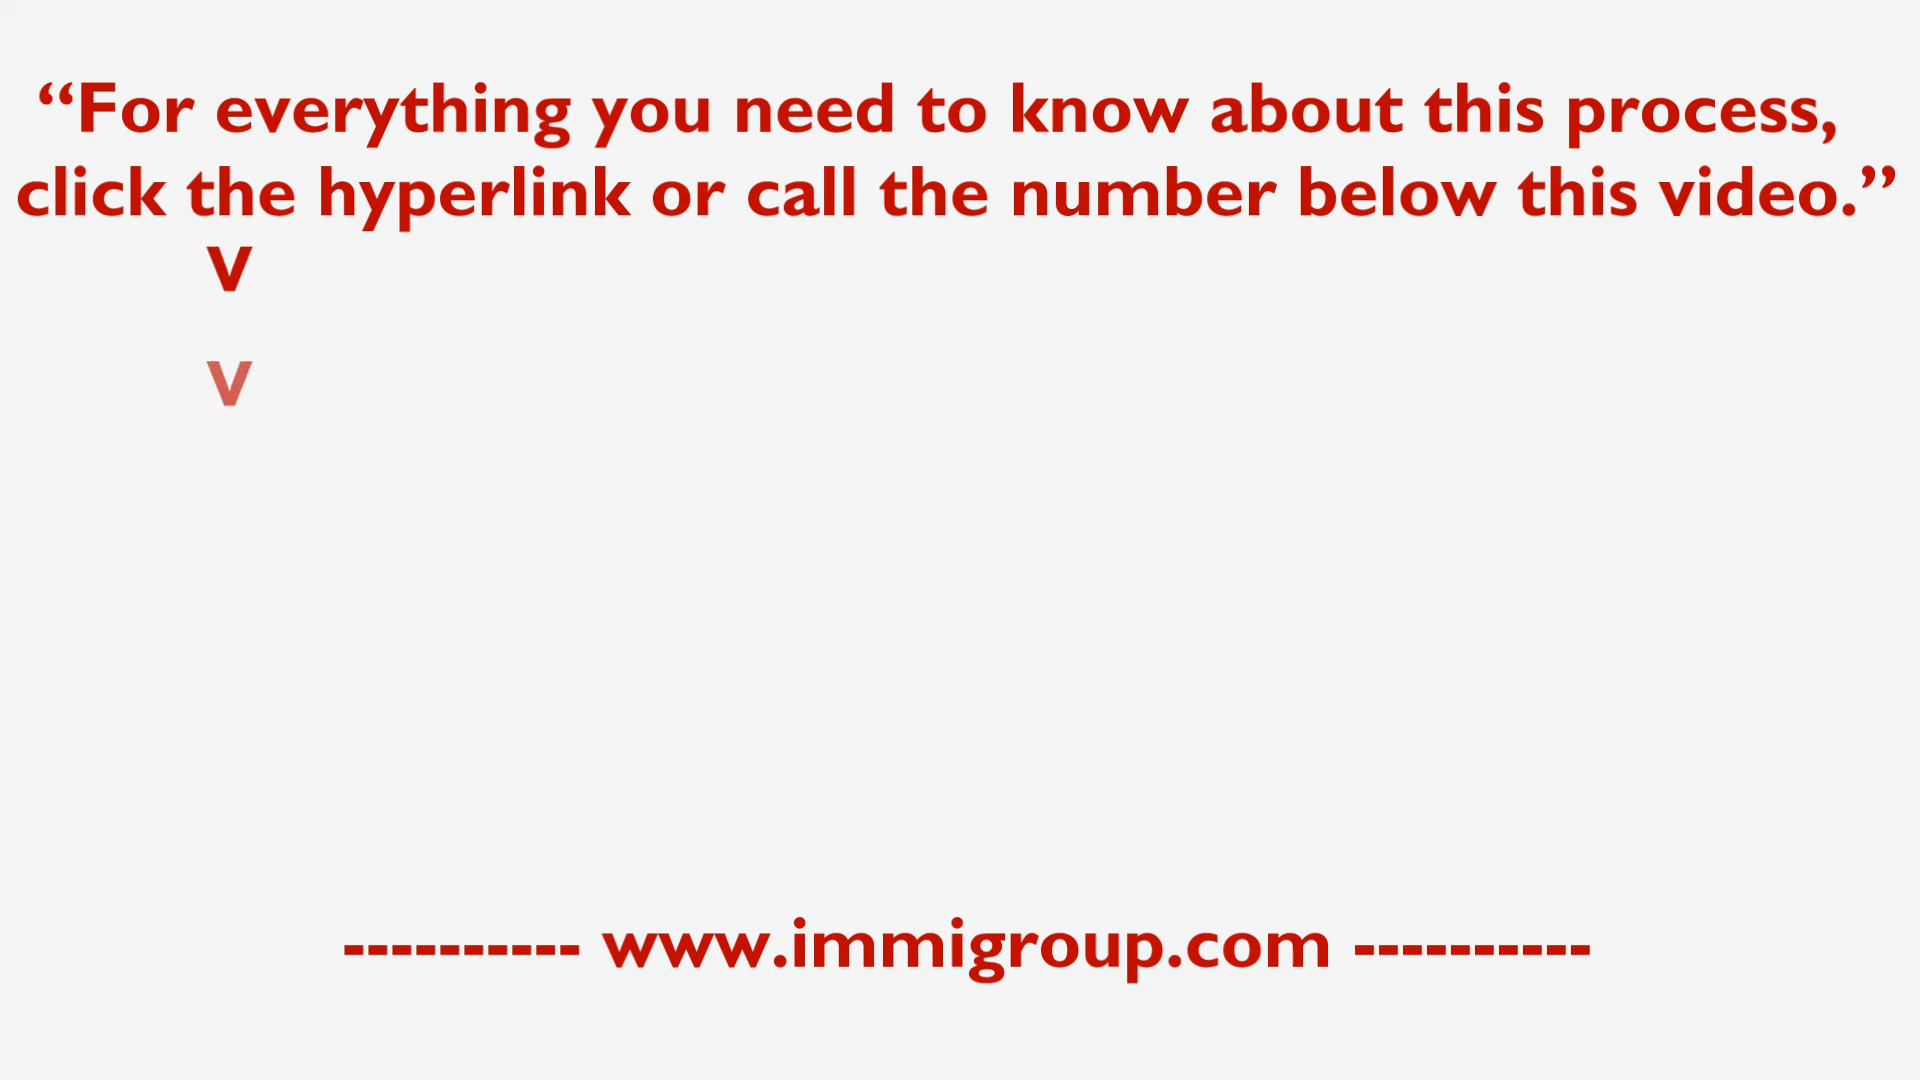 “For everything you need to know about this process,
click the hyperlink or call the number below this video.”
v
v
---------- www.immigroup.com ----------